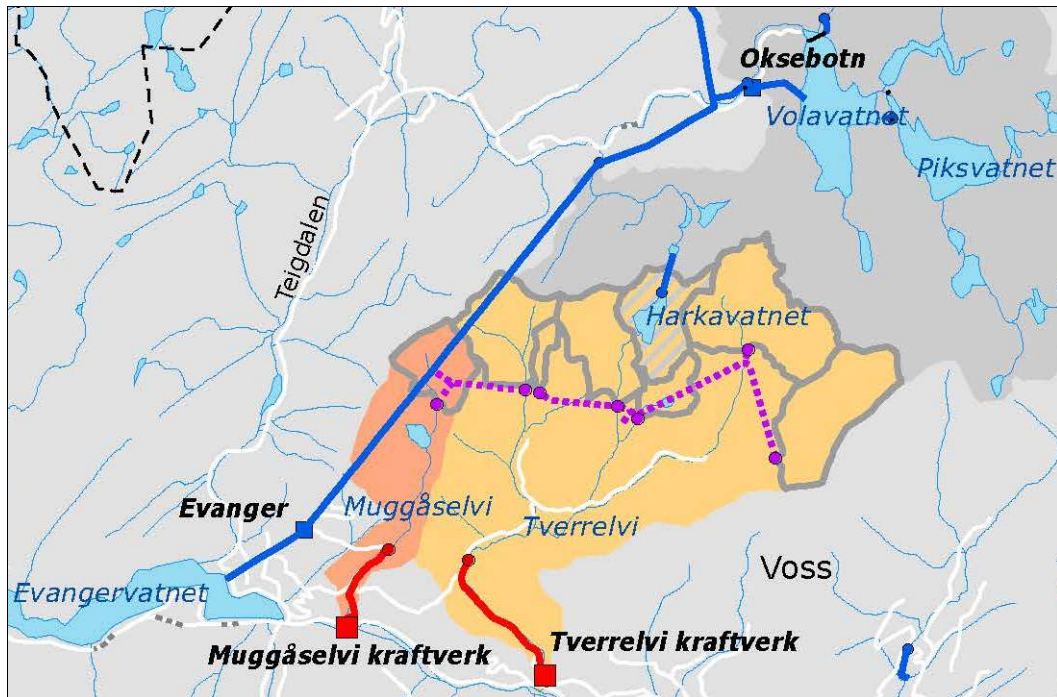 Oksebotn
Volavatnet
Piksvatnet
Teigdalen
Harkavatnet
Evanger
Muggåselvi
Tverrelvi
Voss
Evangervatnet
Muggåselvi kraftverk
Tverrelvi kraftverk